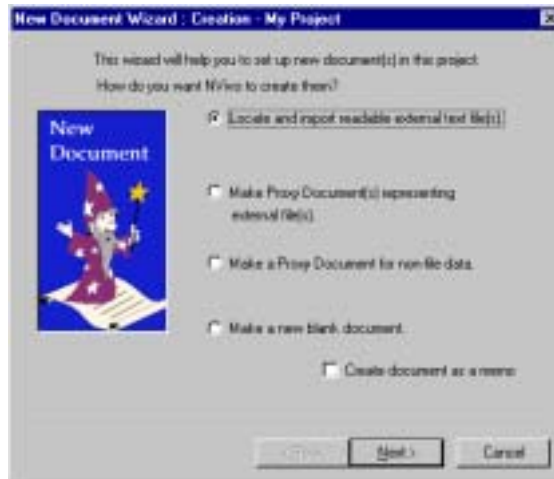 New Document Wizard : Creation - My Project
This wizard will help you to set up new document(s) in this project
How do you want NVivo to create them?
New
Document
Locate and import readable external text file(s).
Make Proxy Document(s) representing
external file(s).
Make a Proxy Document for non-file data.
Make a new blank document.
Create document as a memo
Next >
Cancel